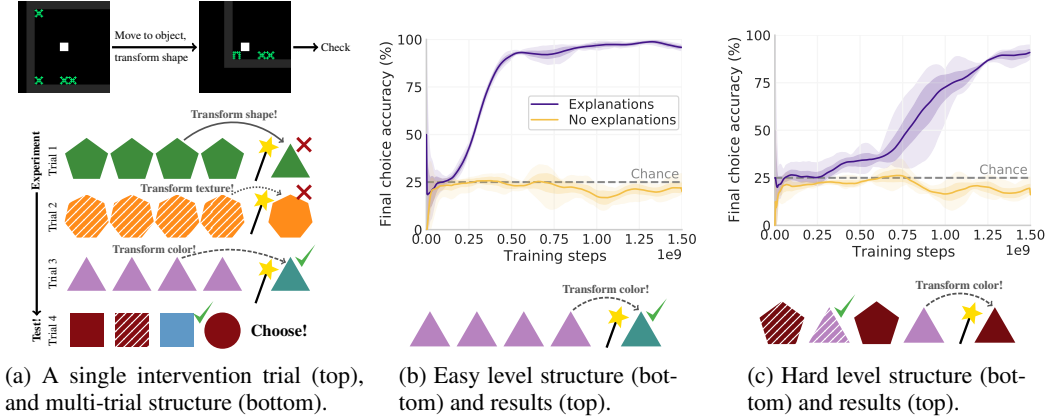 Move to object,
transform shape
Check
Experiment
Trial 1
Transform shape!
Trial 2
Transform texture!
Trial 3
Transform color!
Test!
Trial 4
Choose!
(a) A single intervention trial (top),
and multi-trial structure (bottom).
Final choice accuracy (%)
100
75
50
25
0
Explanations
No explanations
Chance
0.00 0.25 0.50 0.75 1.00 1.25 1.50
Training steps
1e9
Transform color!
(b) Easy level structure (bot-
tom) and results (top).
Final choice accuracy (%)
100
75
50
25
0
Chance
0.00 0.25 0.50 0.75 1.00 1.25 1.50
Training steps
1e9
Transform color!
(c) Hard level structure (bot-
tom) and results (top).